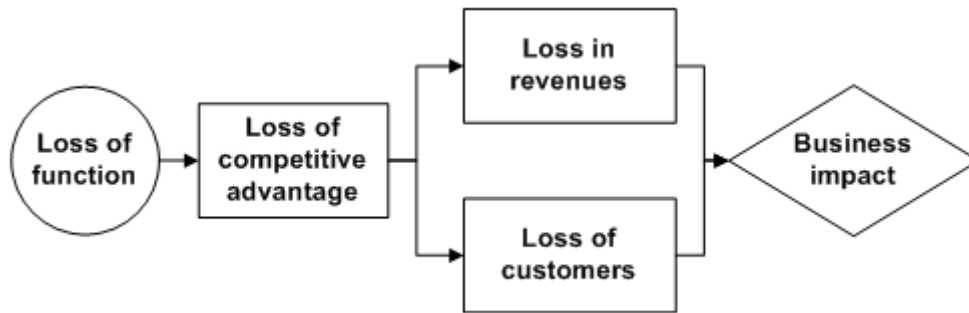 Loss of
function
Loss of
competitive
advantage
Loss in
revenues
Loss of
customers
Business
impact